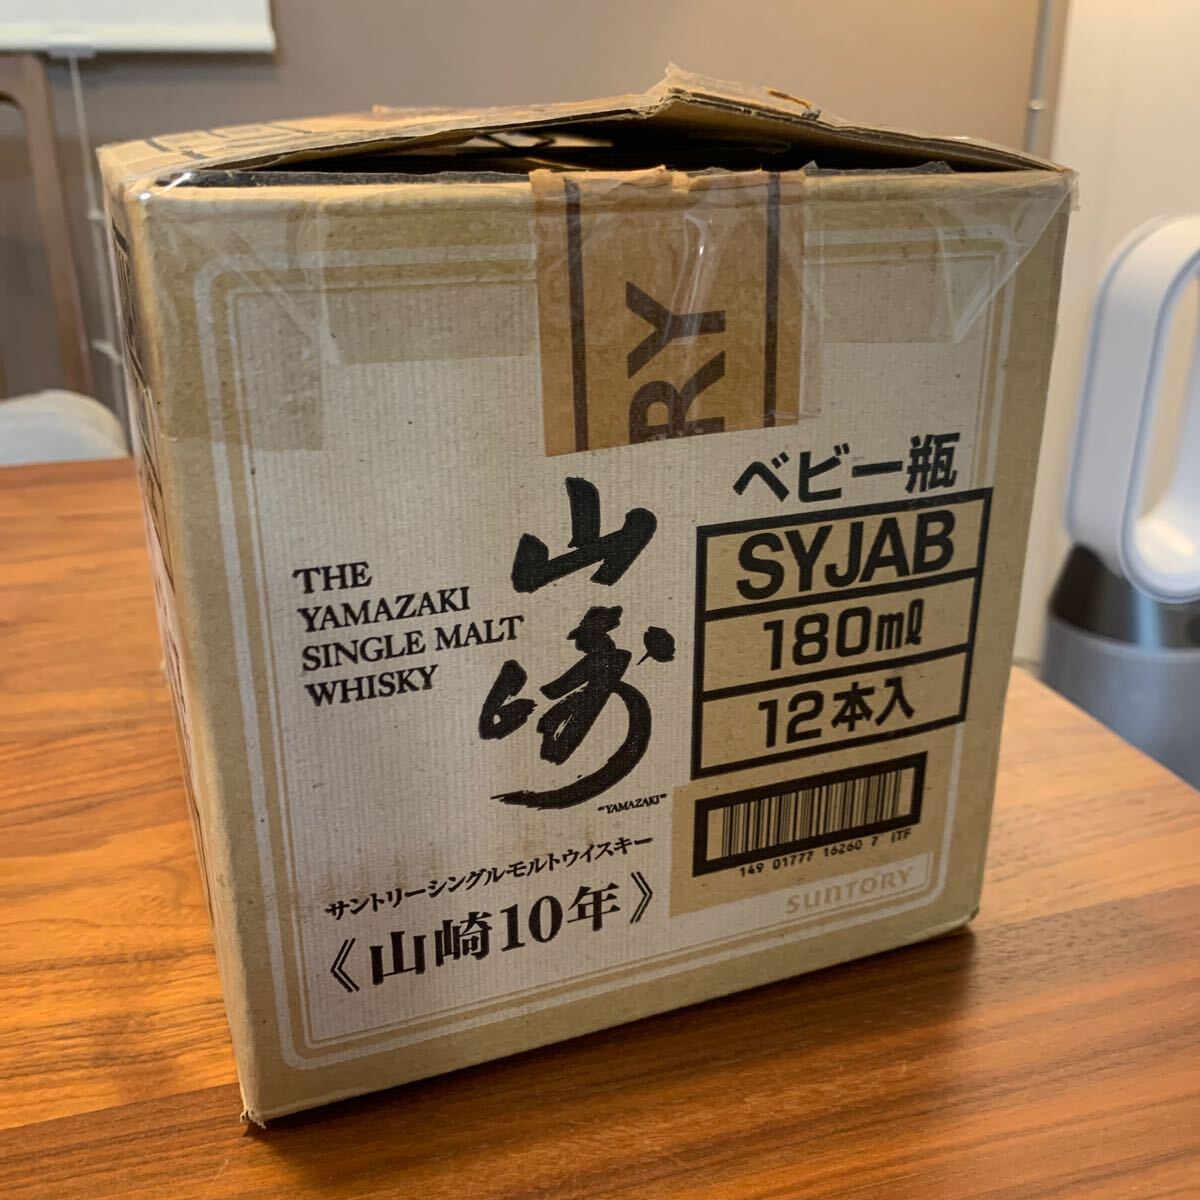 RY
ベビー瓶
SYJAB
180ml
12本入
THE
YAMAZAKI
SINGLE MALT
WHISKY
山崎
"YAMAZAKI"
サントリーシングルモルトウイスキー
《山崎10年》
149 01777 16260 7 ITF
SUNTORY